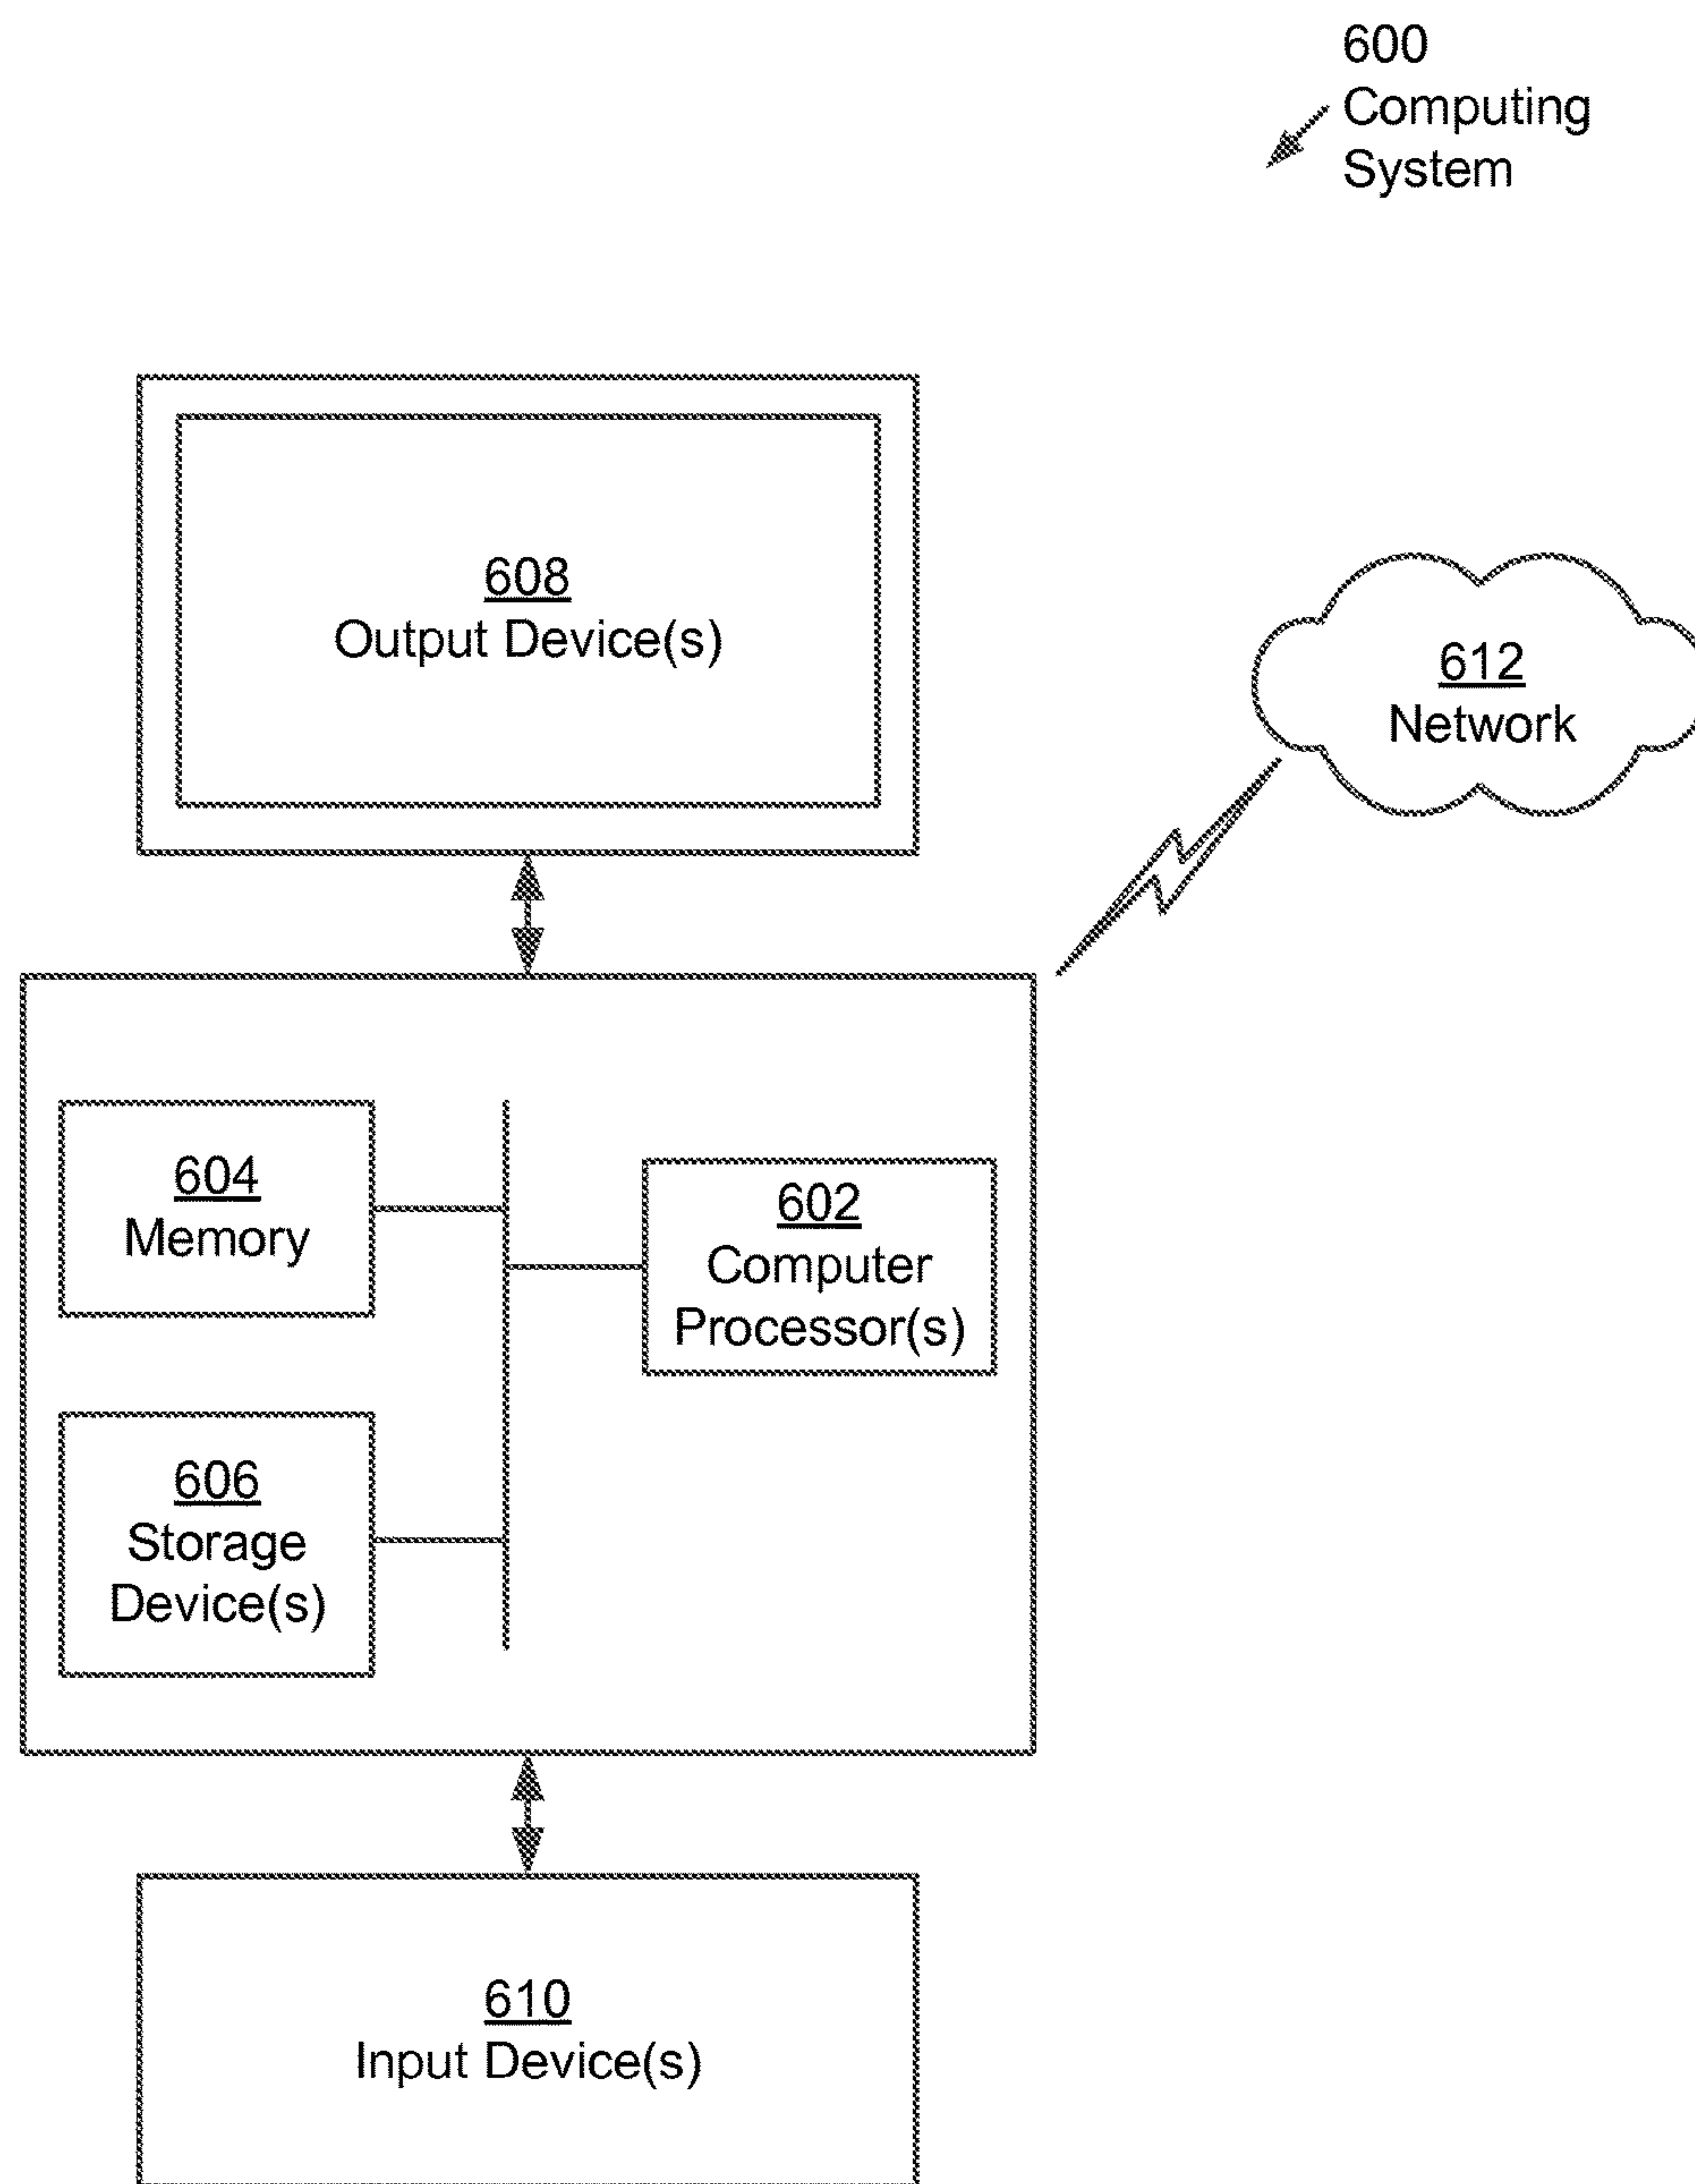 600
Computing
System
608
Output Device(s)
612
Network
604
Memory
602
Computer
Processor(s)
606
Storage
Device(s)
610
Input Device(s)